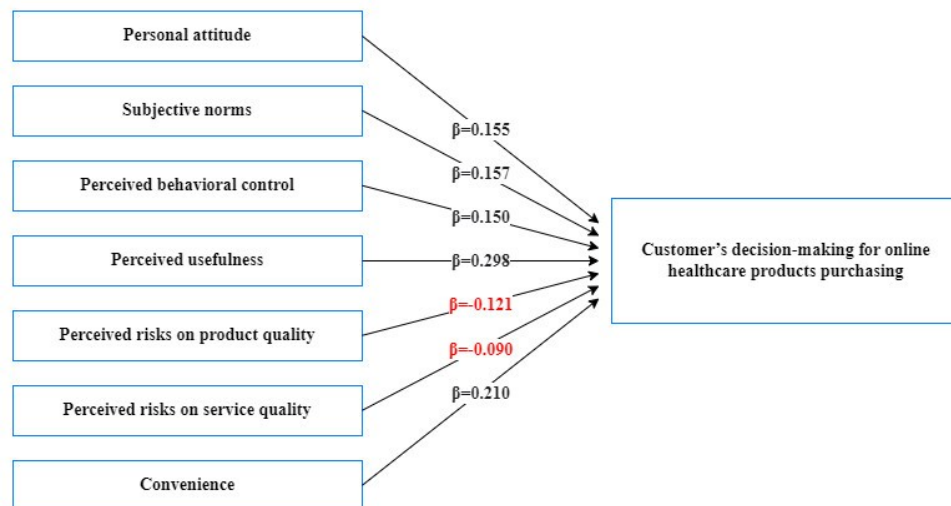 Personal attitude
Subjective norms
β=0.155
β=0.157
Perceived behavioral control
β=0.150
Customer's decision-making for online
healthcare products purchasing
Perceived usefulness
β=0.298
β=-0.121
Perceived risks on product quality
β=-0.090
β=0.210
Perceived risks on service quality
Convenience